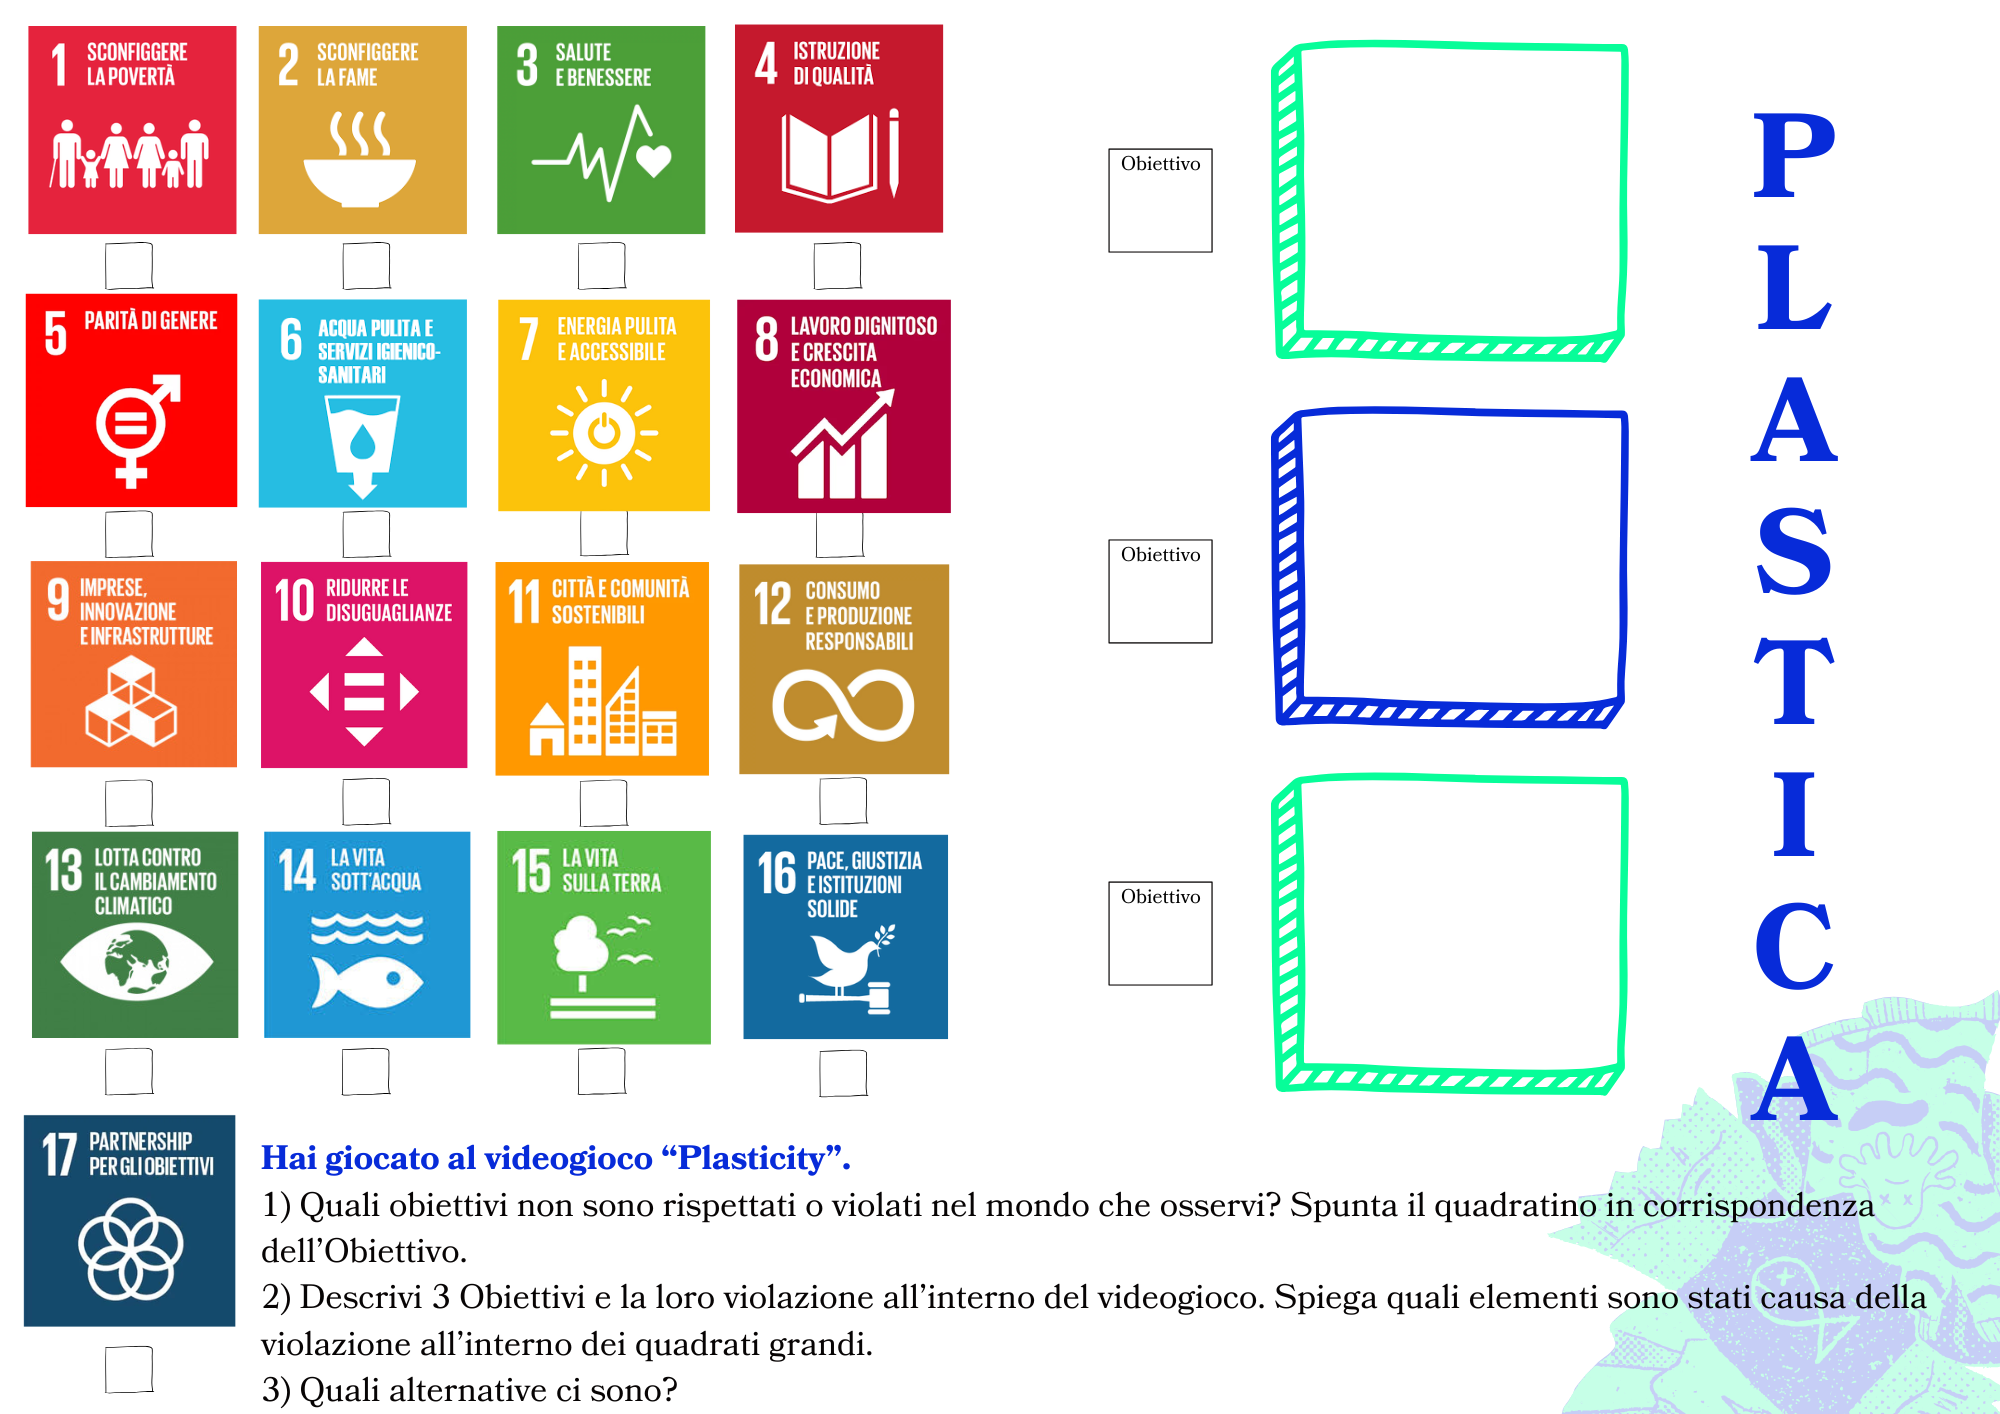 1 SCONFIGGERE
LA POVERTÀ
2 SCONFIGGERE
LA FAME
3 SALUTE
E BENESSERE
4 ISTRUZIONE
DI QUALITÀ
5 PARITÀ DI GENERE
6 ACQUA PULITA E
SERVIZI IGIENICO-
SANITARI
7 ENERGIA PULITA
E ACCESSIBILE
8 LAVORO DIGNITOSO
E CRESCITA
ECONOMICA
9 IMPRESE,
INNOVAZIONE
E INFRASTRUTTURE
10 RIDURRE LE
DISUGUAGLIANZE
11 CITTÀ E COMUNITÀ
SOSTENIBILI
12 CONSUMO
E PRODUZIONE
RESPONSABILI
13 LOTTA CONTRO
IL CAMBIAMENTO
CLIMATICO
14 LA VITA
SOTT'ACQUA
15 LA VITA
SULLA TERRA
16 PACE, GIUSTIZIA
E ISTITUZIONI
SOLIDE
17 PARTNERSHIP
PER GLI OBIETTIVI
Obiettivo
Obiettivo
Obiettivo
P
L
A
S
T
I
C
A
Hai giocato al videogioco “Plasticity”.
1) Quali obiettivi non sono rispettati o violati nel mondo che osservi? Spunta il quadratino in corrispondenza
dell’Obiettivo.
2) Descrivi 3 Obiettivi e la loro violazione all’interno del videogioco. Spiega quali elementi sono stati causa della
violazione all’interno dei quadrati grandi.
3) Quali alternative ci sono?